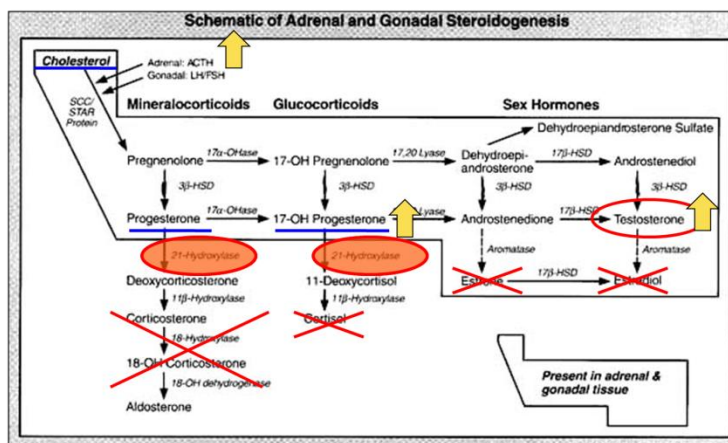 Schematic of Adrenal and Gonadal Steroidogenesis
Cholesterol
Adrenal: ACTH
Gonadal: LH/FSH
SCC/
STAR
Protein
Mineralocorticoids Glucocorticoids Sex Hormones
Dehydroepiandrosterone Sulfate
Pregnenolone 17α-OHase 17-OH Pregnenolone 17,20 Lyase Dehydroepi-
androsterone 17β-HSD Androstenediol
3β-HSD 3β-HSD 3β-HSD 3β-HSD
Progesterone 17α-OHase 17-OH Progesterone Lyase Androstenedione 17β-HSD Testosterone
21-Hydroxylase 21-Hydroxylase Aromatase Aromatase
Deoxycorticosterone 11-Deoxycortisol Estrone 17β-HSD Estradiol
11β-Hydroxylase 11β-Hydroxylase
Corticosterone Cortisol
18-Hydroxylase
18-OH Corticosterone
18-OH dehydrogenase
Aldosterone
Present in adrenal &
gonadal tissue